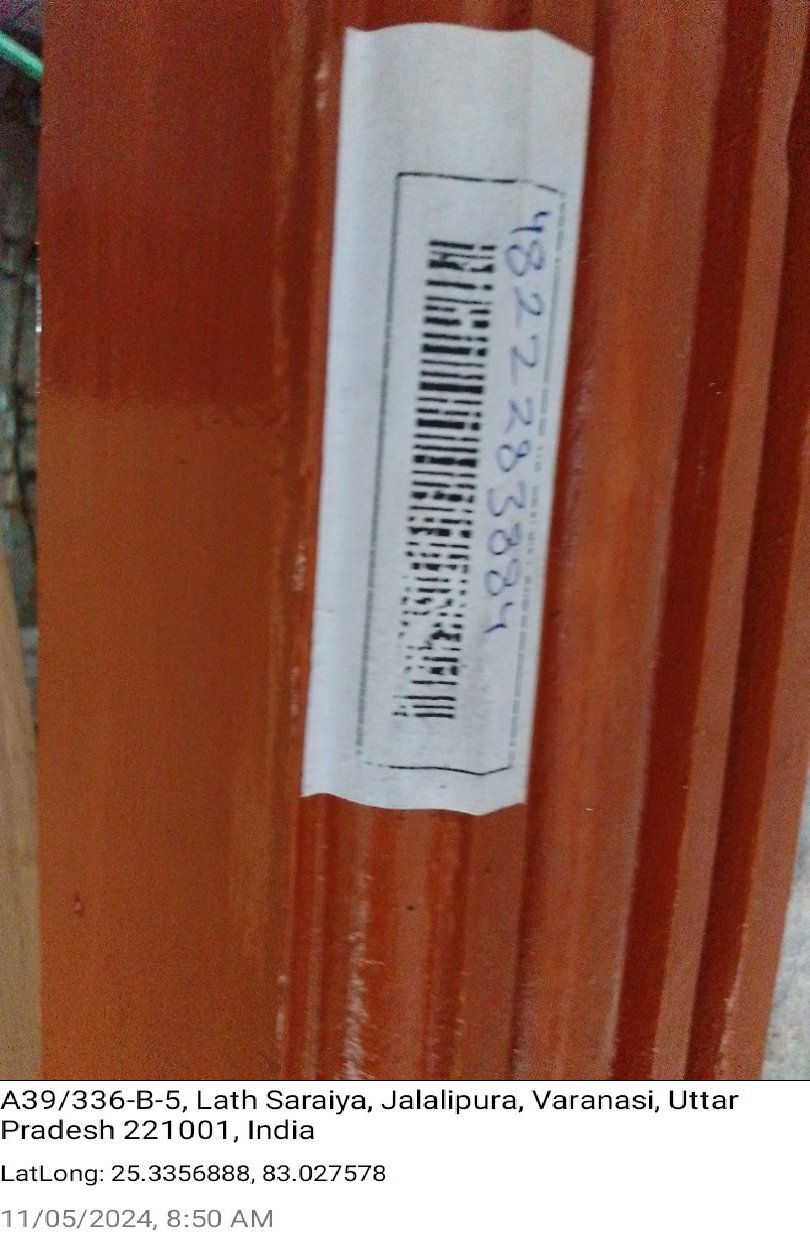 4822283884
A39/336-B-5, Lath Saraiya, Jalalipura, Varanasi, Uttar
Pradesh 221001, India
LatLong: 25.3356888, 83.027578
11/05/2024, 8:50 AM